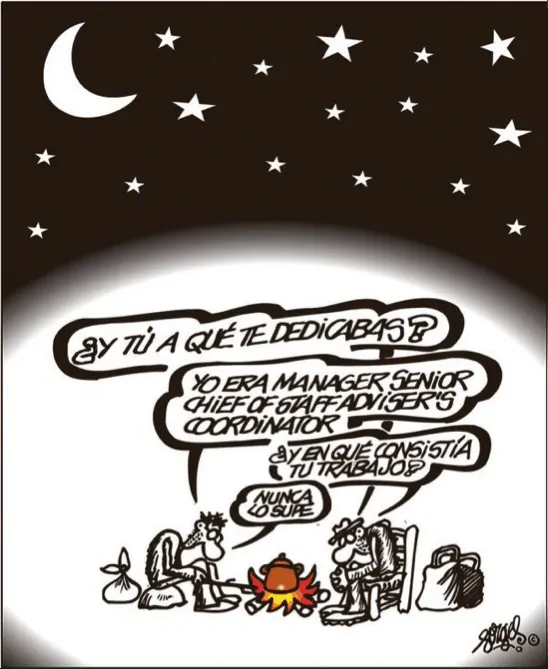 ¿Y TÚ A QUÉ TE DEDICABAS?
YO ERA MANAGER SENIOR
CHIEF OF STAFF ADVISER'S
COORDINATOR
¿Y EN QUÉ CONSISTÍA
TU TRABAJO?
NUNCA
LO SUPE
Forges ©